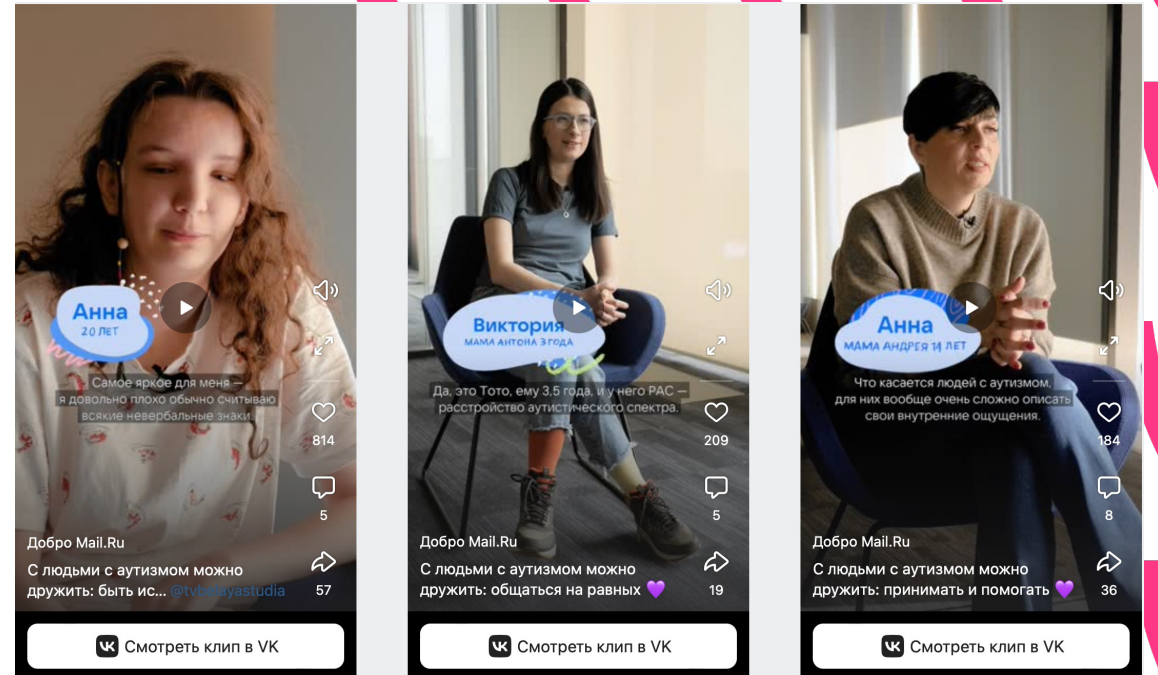 Анна
20 ЛЕТ
Самое яркое для меня —
я довольно плохо обычно считываю
всякие невербальные знаки.
814
5
57
Добро Mail.Ru
С людьми с аутизмом можно
дружить: быть ис... @tvboyayastudia
Смотреть клип в VK
Виктория
МАМА АНТОНА 3 ГОДА
Да, это Тото, ему 3,5 года, и у него РАС —
расстройство аутистического спектра.
209
5
19
Добро Mail.Ru
С людьми с аутизмом можно
дружить: общаться на равных 💜
Смотреть клип в VK
Анна
МАМА АНДРЕЯ 14 ЛЕТ
Что касается людей с аутизмом,
для них вообще очень сложно описать
свои внутренние ощущения.
184
8
36
Добро Mail.Ru
С людьми с аутизмом можно
дружить: принимать и помогать 💜
Смотреть клип в VK